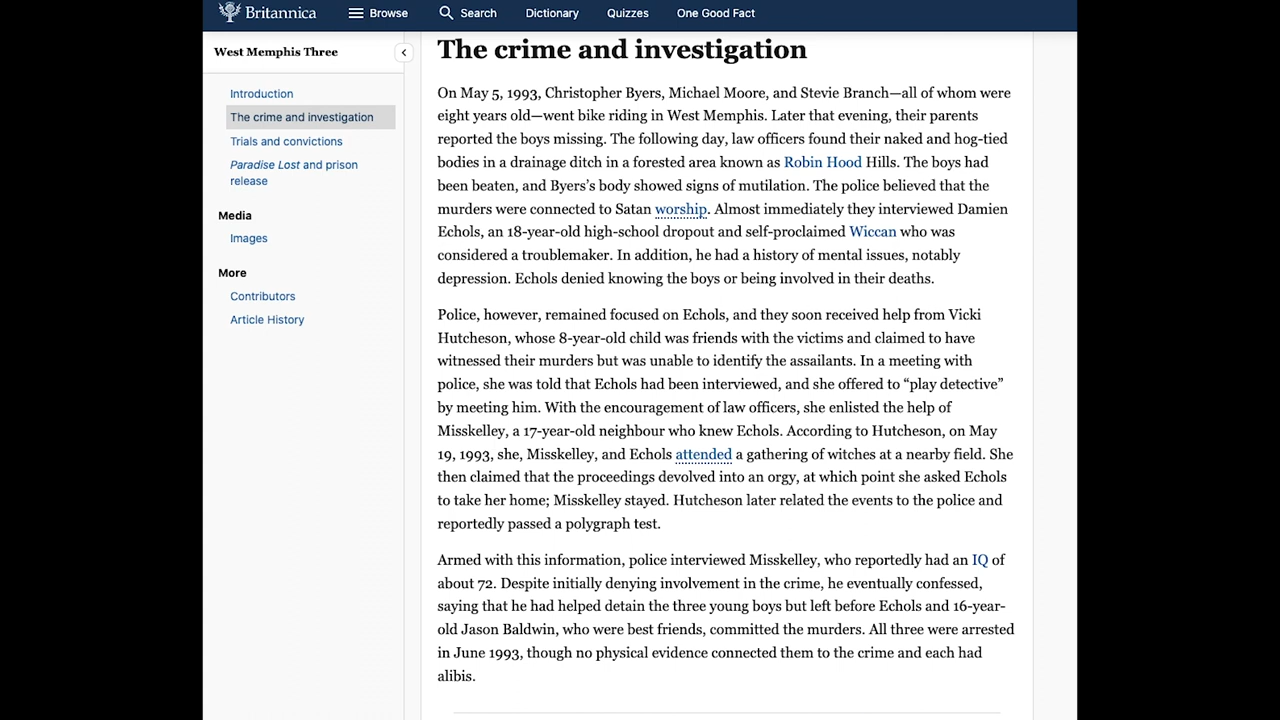 Britannica
Browse
Search
Dictionary
Quizzes
One Good Fact
West Memphis Three
Introduction
The crime and investigation
Trials and convictions
Paradise Lost and prison
release
Media
Images
More
Contributors
Article History
The crime and investigation
On May 5, 1993, Christopher Byers, Michael Moore, and Stevie Branch—all of whom were
eight years old—went bike riding in West Memphis. Later that evening, their parents
reported the boys missing. The following day, law officers found their naked and hog-tied
bodies in a drainage ditch in a forested area known as Robin Hood Hills. The boys had
been beaten, and Byers’s body showed signs of mutilation. The police believed that the
murders were connected to Satan worship. Almost immediately they interviewed Damien
Echols, an 18-year-old high-school dropout and self-proclaimed Wiccan who was
considered a troublemaker. In addition, he had a history of mental issues, notably
depression. Echols denied knowing the boys or being involved in their deaths.
Police, however, remained focused on Echols, and they soon received help from Vicki
Hutcheson, whose 8-year-old child was friends with the victims and claimed to have
witnessed their murders but was unable to identify the assailants. In a meeting with
police, she was told that Echols had been interviewed, and she offered to “play detective”
by meeting him. With the encouragement of law officers, she enlisted the help of
Misskelley, a 17-year-old neighbour who knew Echols. According to Hutcheson, on May
19, 1993, she, Misskelley, and Echols attended a gathering of witches at a nearby field. She
then claimed that the proceedings devolved into an orgy, at which point she asked Echols
to take her home; Misskelley stayed. Hutcheson later related the events to the police and
reportedly passed a polygraph test.
Armed with this information, police interviewed Misskelley, who reportedly had an IQ of
about 72. Despite initially denying involvement in the crime, he eventually confessed,
saying that he had helped detain the three young boys but left before Echols and 16-year-
old Jason Baldwin, who were best friends, committed the murders. All three were arrested
in June 1993, though no physical evidence connected them to the crime and each had
alibis.